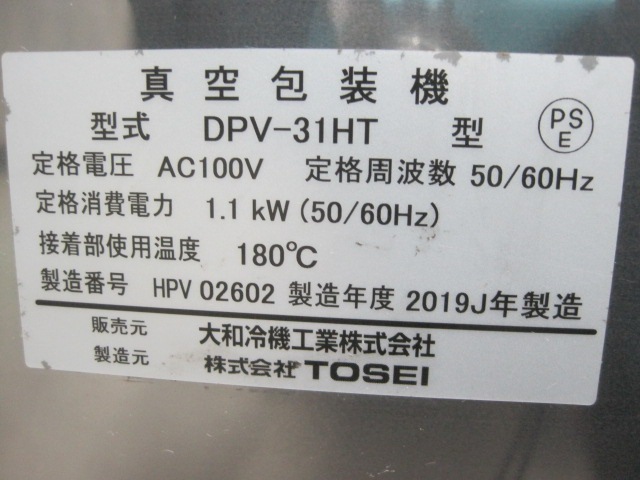 真空包装機
型式 DPV-31HT 型 PSE
定格電圧 AC100V 定格周波数 50/60Hz
定格消費電力 1.1 kW (50/60Hz)
接着部使用温度 180℃
製造番号 HPV 02602 製造年度 2019J年製造
販売元 大和冷機工業株式会社
製造元 株式会社TOSEI